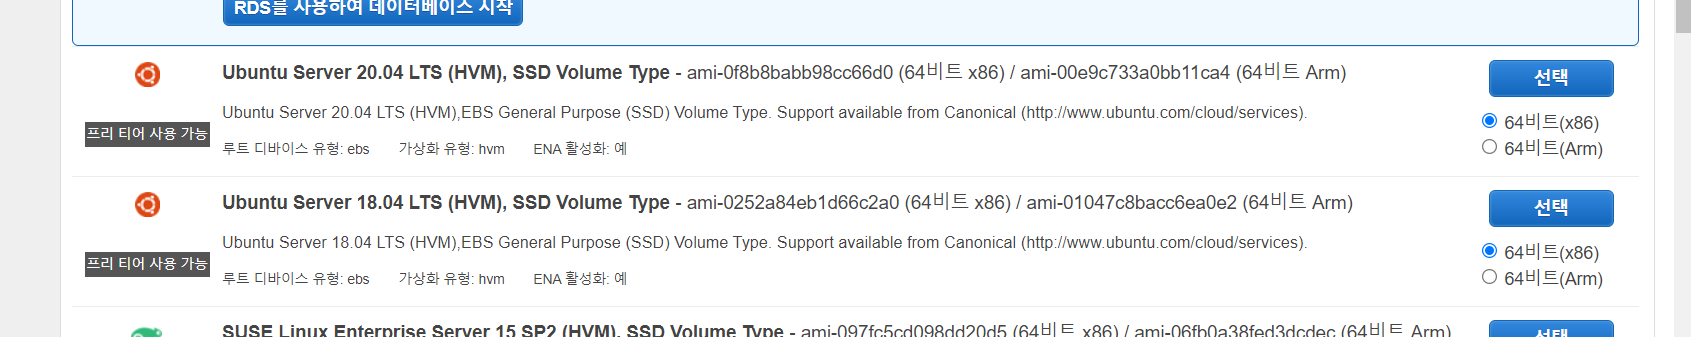 RDS를 사용하여 데이터베이스 시작
Ubuntu Server 20.04 LTS (HVM), SSD Volume Type - ami-0f8b8babb98cc66d0 (64비트 x86) / ami-00e9c733a0bb11ca4 (64비트 Arm)
선택
Ubuntu Server 20.04 LTS (HVM),EBS General Purpose (SSD) Volume Type. Support available from Canonical (http://www.ubuntu.com/cloud/services).
64비트(x86)
프리 티어 사용 가능
루트 디바이스 유형: ebs 가상화 유형: hvm ENA 활성화: 예
64비트(Arm)
Ubuntu Server 18.04 LTS (HVM), SSD Volume Type - ami-0252a84eb1d66c2a0 (64비트 x86) / ami-01047c8bacc6ea0e2 (64비트 Arm)
선택
Ubuntu Server 18.04 LTS (HVM),EBS General Purpose (SSD) Volume Type. Support available from Canonical (http://www.ubuntu.com/cloud/services).
64비트(x86)
프리 티어 사용 가능
루트 디바이스 유형: ebs 가상화 유형: hvm ENA 활성화: 예
64비트(Arm)
SUSE Linux Enterprise Server 15 SP2 (HVM), SSD Volume Type - ami-097fc5cd098dd20d5 (64비트 x86) / ami-06fb0a38fed3dcdec (64비트 Arm)
선택